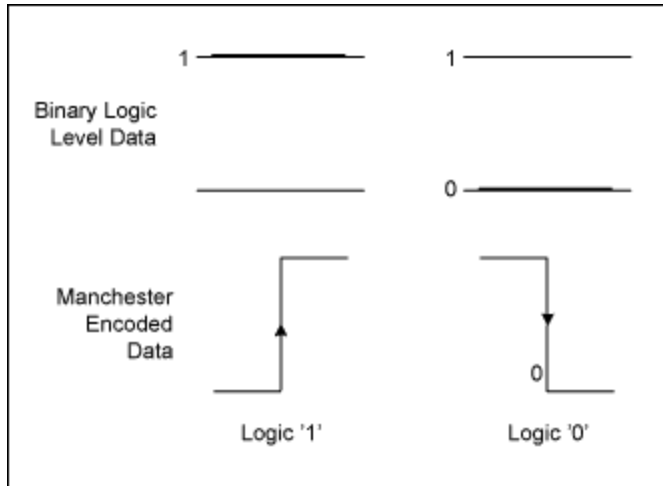 1
1
Binary Logic
Level Data
0
Manchester
Encoded
Data
0
Logic '1'
Logic '0'